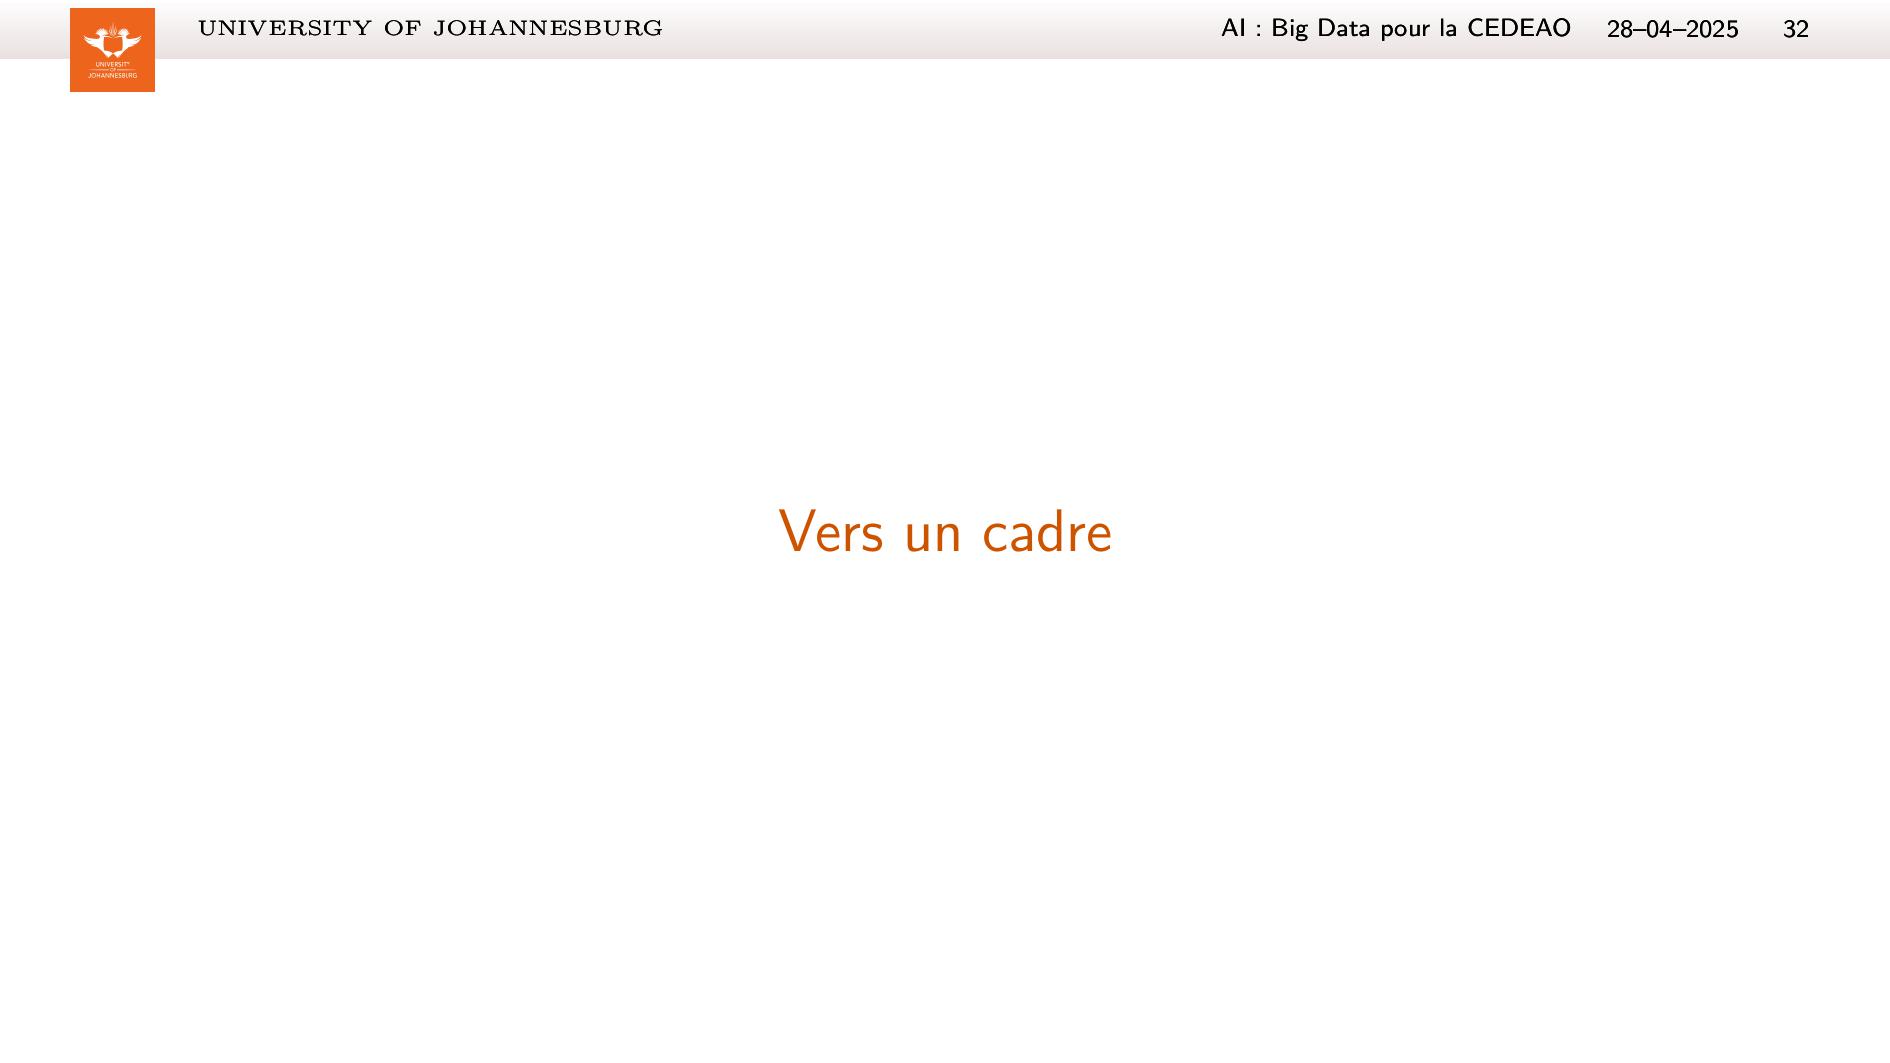 UNIVERSITY OF JOHANNESBURG
AI : Big Data pour la CEDEAO 28–04–2025 32
UNIVERSITY
OF
JOHANNESBURG
Vers un cadre